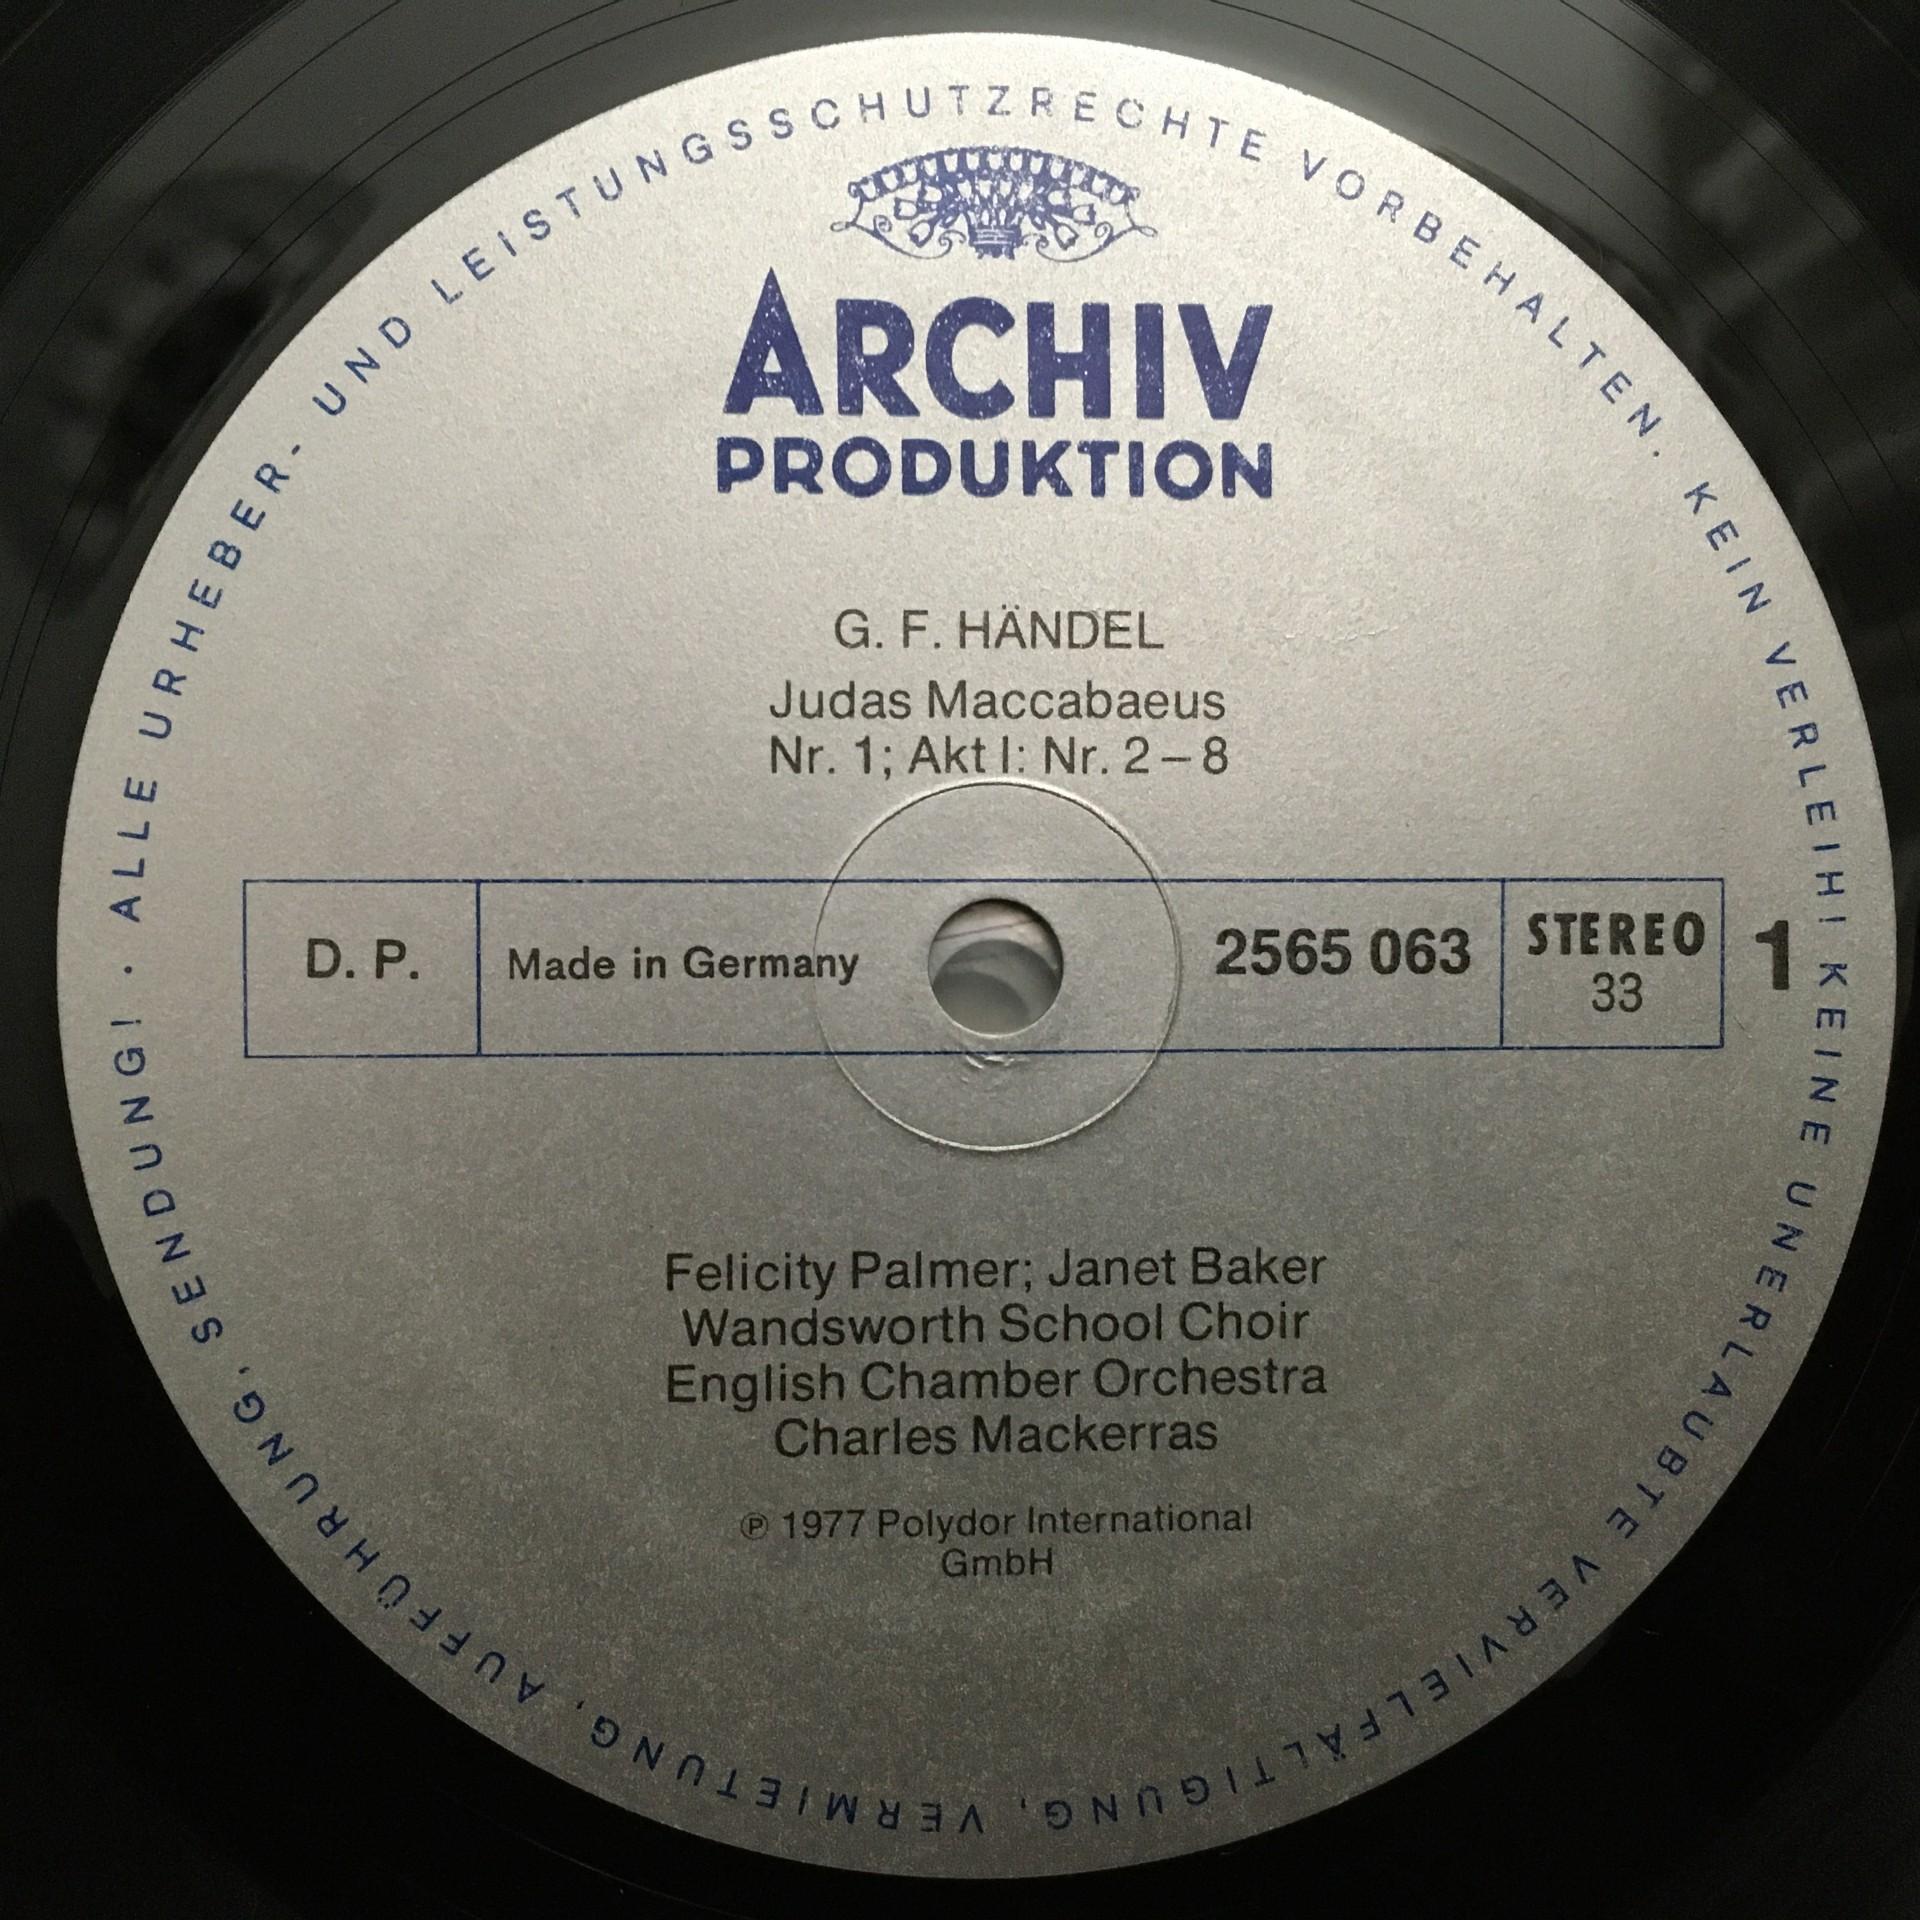 ALLE URHEBER- UND LEISTUNGSSCHUTZRECHTE VORBEHALTEN. KEIN VERLEIH! KEINE UNERLAUBTE VERVIELFÄLTIGUNG, VERMIETUNG, AUFFÜHRUNG, SENDUNG! ·
ARCHIV
PRODUKTION
G. F. HÄNDEL
Judas Maccabaeus
Nr. 1; Akt I: Nr. 2 – 8
D. P.
Made in Germany
2565 063
STEREO
33
1
Felicity Palmer; Janet Baker
Wandsworth School Choir
English Chamber Orchestra
Charles Mackerras
℗ 1977 Polydor International
GmbH